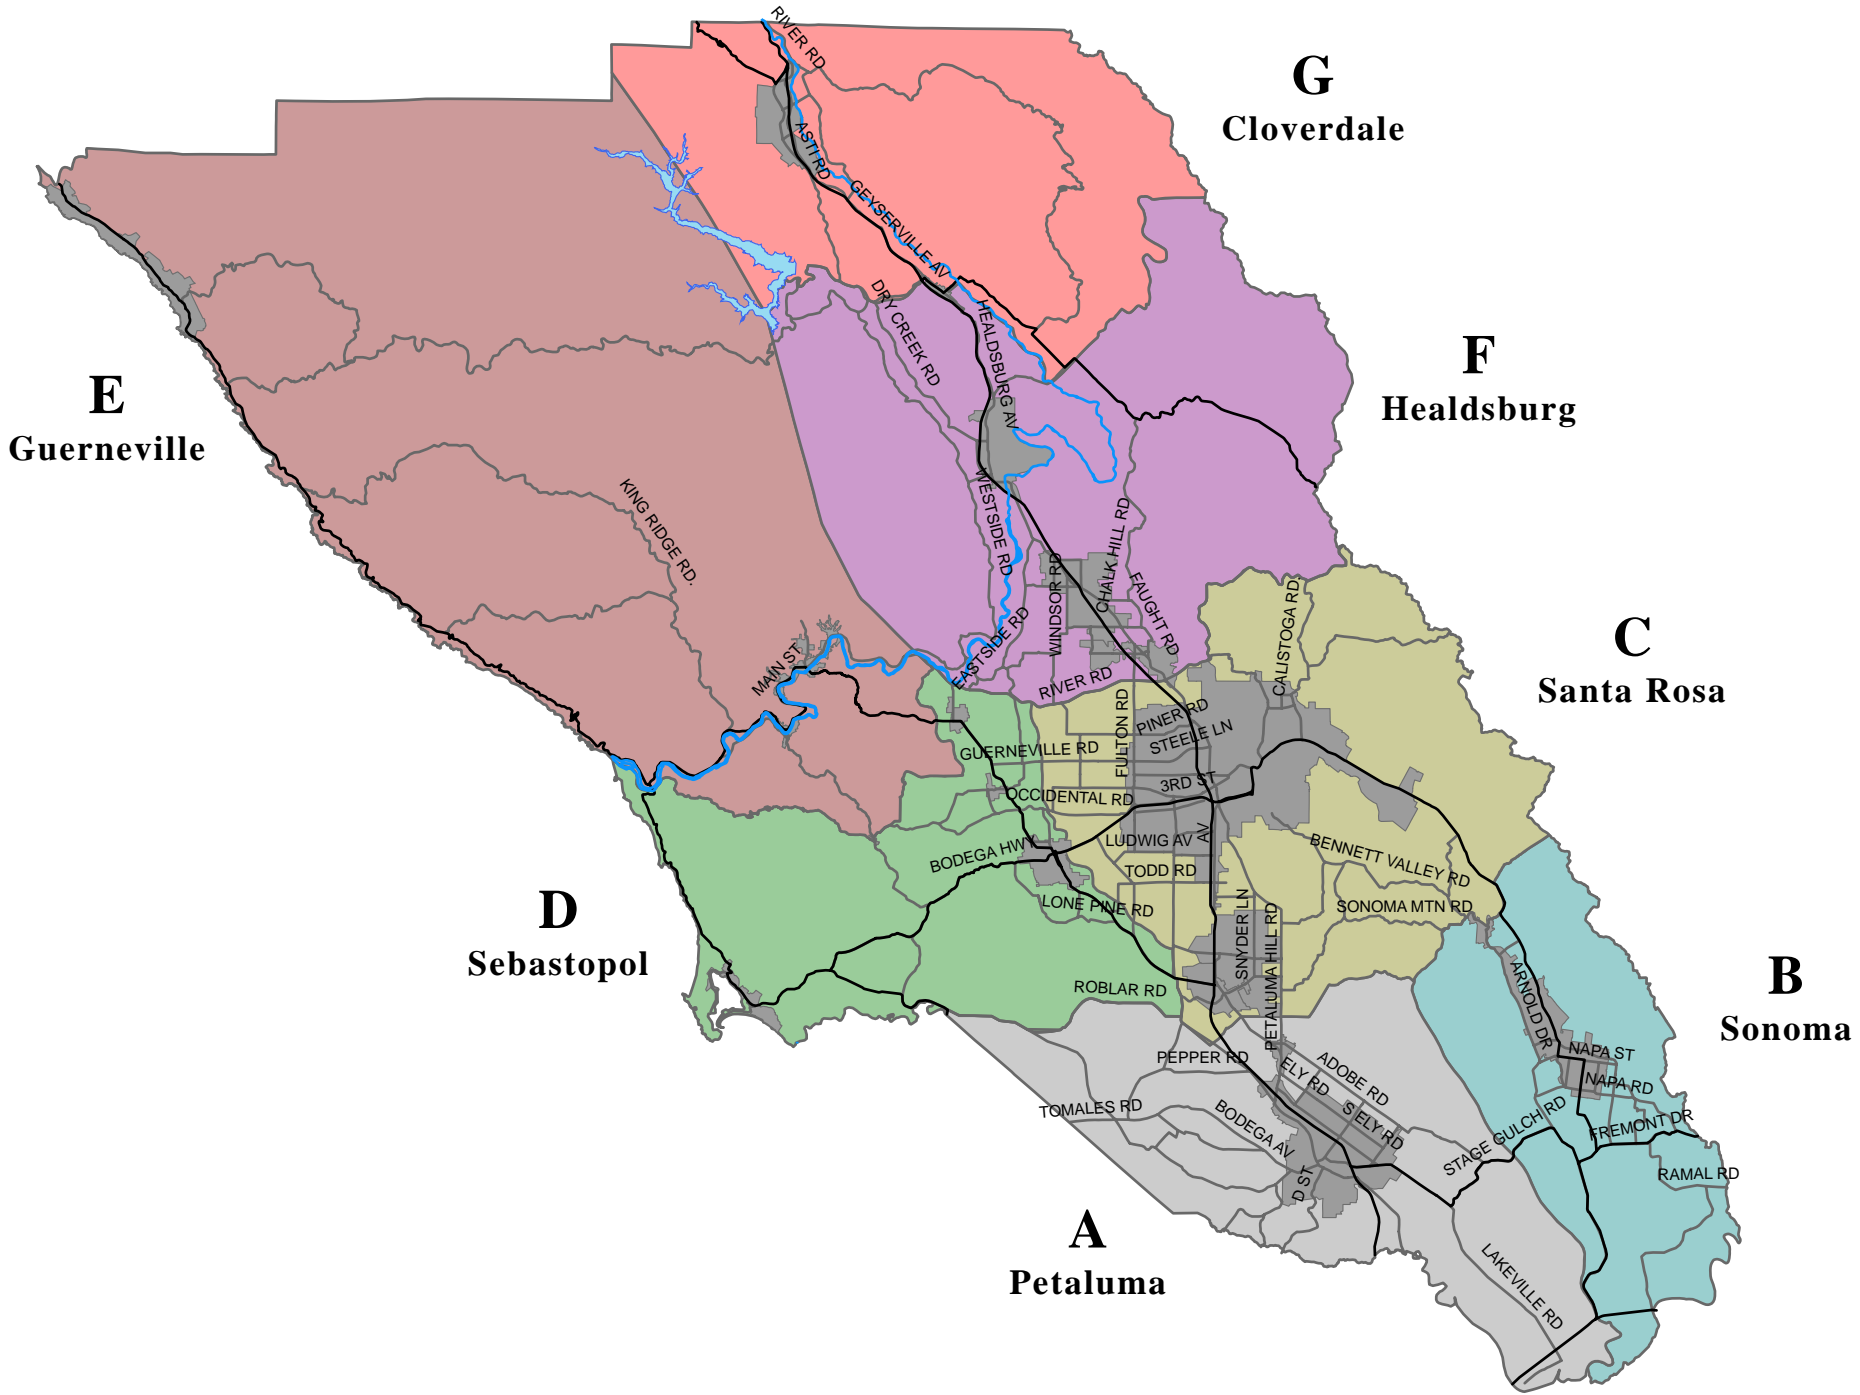 RIVER RD
G
Cloverdale
ASTI RD
GEYSERVILLE AV
DRY CREEK RD
HEALDSBURG AV
F
Healdsburg
E
Guerneville
KING RIDGE RD.
WESTSIDE RD
WINDSOR RD
CHALK HILL RD
FAUGHT RD
EASTSIDE RD
MAIN ST
RIVER RD
CALISTOGA RD.
C
Santa Rosa
FULTON RD
PINER RD
STEELE LN
GUERNEVILLE RD
3RD ST
OCCIDENTAL RD
LUDWIG AV
AV
BODEGA HWY
TODD RD
BENNETT VALLEY RD
LONE PINE RD
SONOMA MTN RD
SNYDER LN
PETALUMA HILL RD
D
Sebastopol
ROBLAR RD
B
Sonoma
ARNOLD DR
NAPA ST
NAPA RD
PEPPER RD
ELY RD
ADOBE RD
S ELY RD
TOMALES RD
BODEGA AV
D ST
STAGE GULCH RD
FREMONT DR
RAMAL RD
A
Petaluma
LAKEVILLE RD